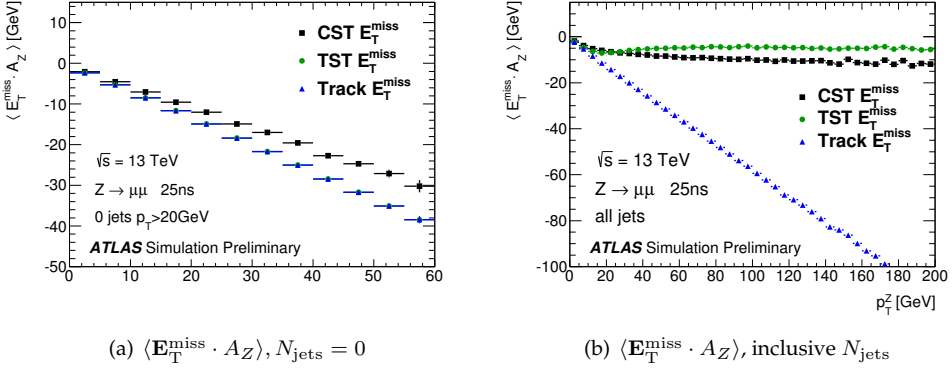 ⟨ E_T^miss · A_Z ⟩ [GeV]
10
0
−10
−20
−30
−40
−50
0 10 20 30 40 50 60
CST E_T^miss
TST E_T^miss
Track E_T^miss
√s = 13 TeV
Z → μμ 25ns
0 jets p_T>20GeV
ATLAS Simulation Preliminary
(a) ⟨E_T^miss · A_Z⟩, N_jets = 0
⟨ E_T^miss · A_Z ⟩ [GeV]
0
−20
−40
−60
−80
−100
0 20 40 60 80 100 120 140 160 180 200
p_T^Z [GeV]
CST E_T^miss
TST E_T^miss
Track E_T^miss
√s = 13 TeV
Z → μμ 25ns
all jets
ATLAS Simulation Preliminary
(b) ⟨E_T^miss · A_Z⟩, inclusive N_jets